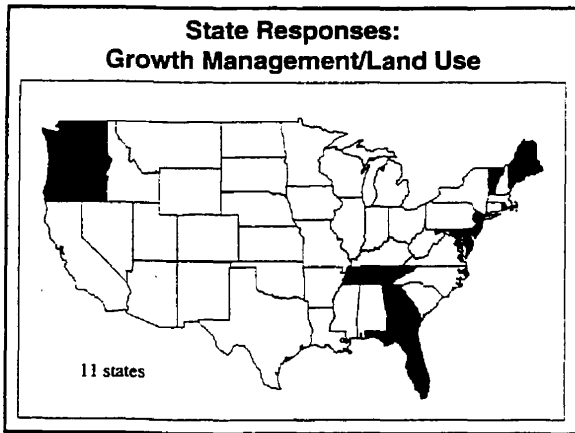 State Responses:
Growth Management/Land Use
11 states